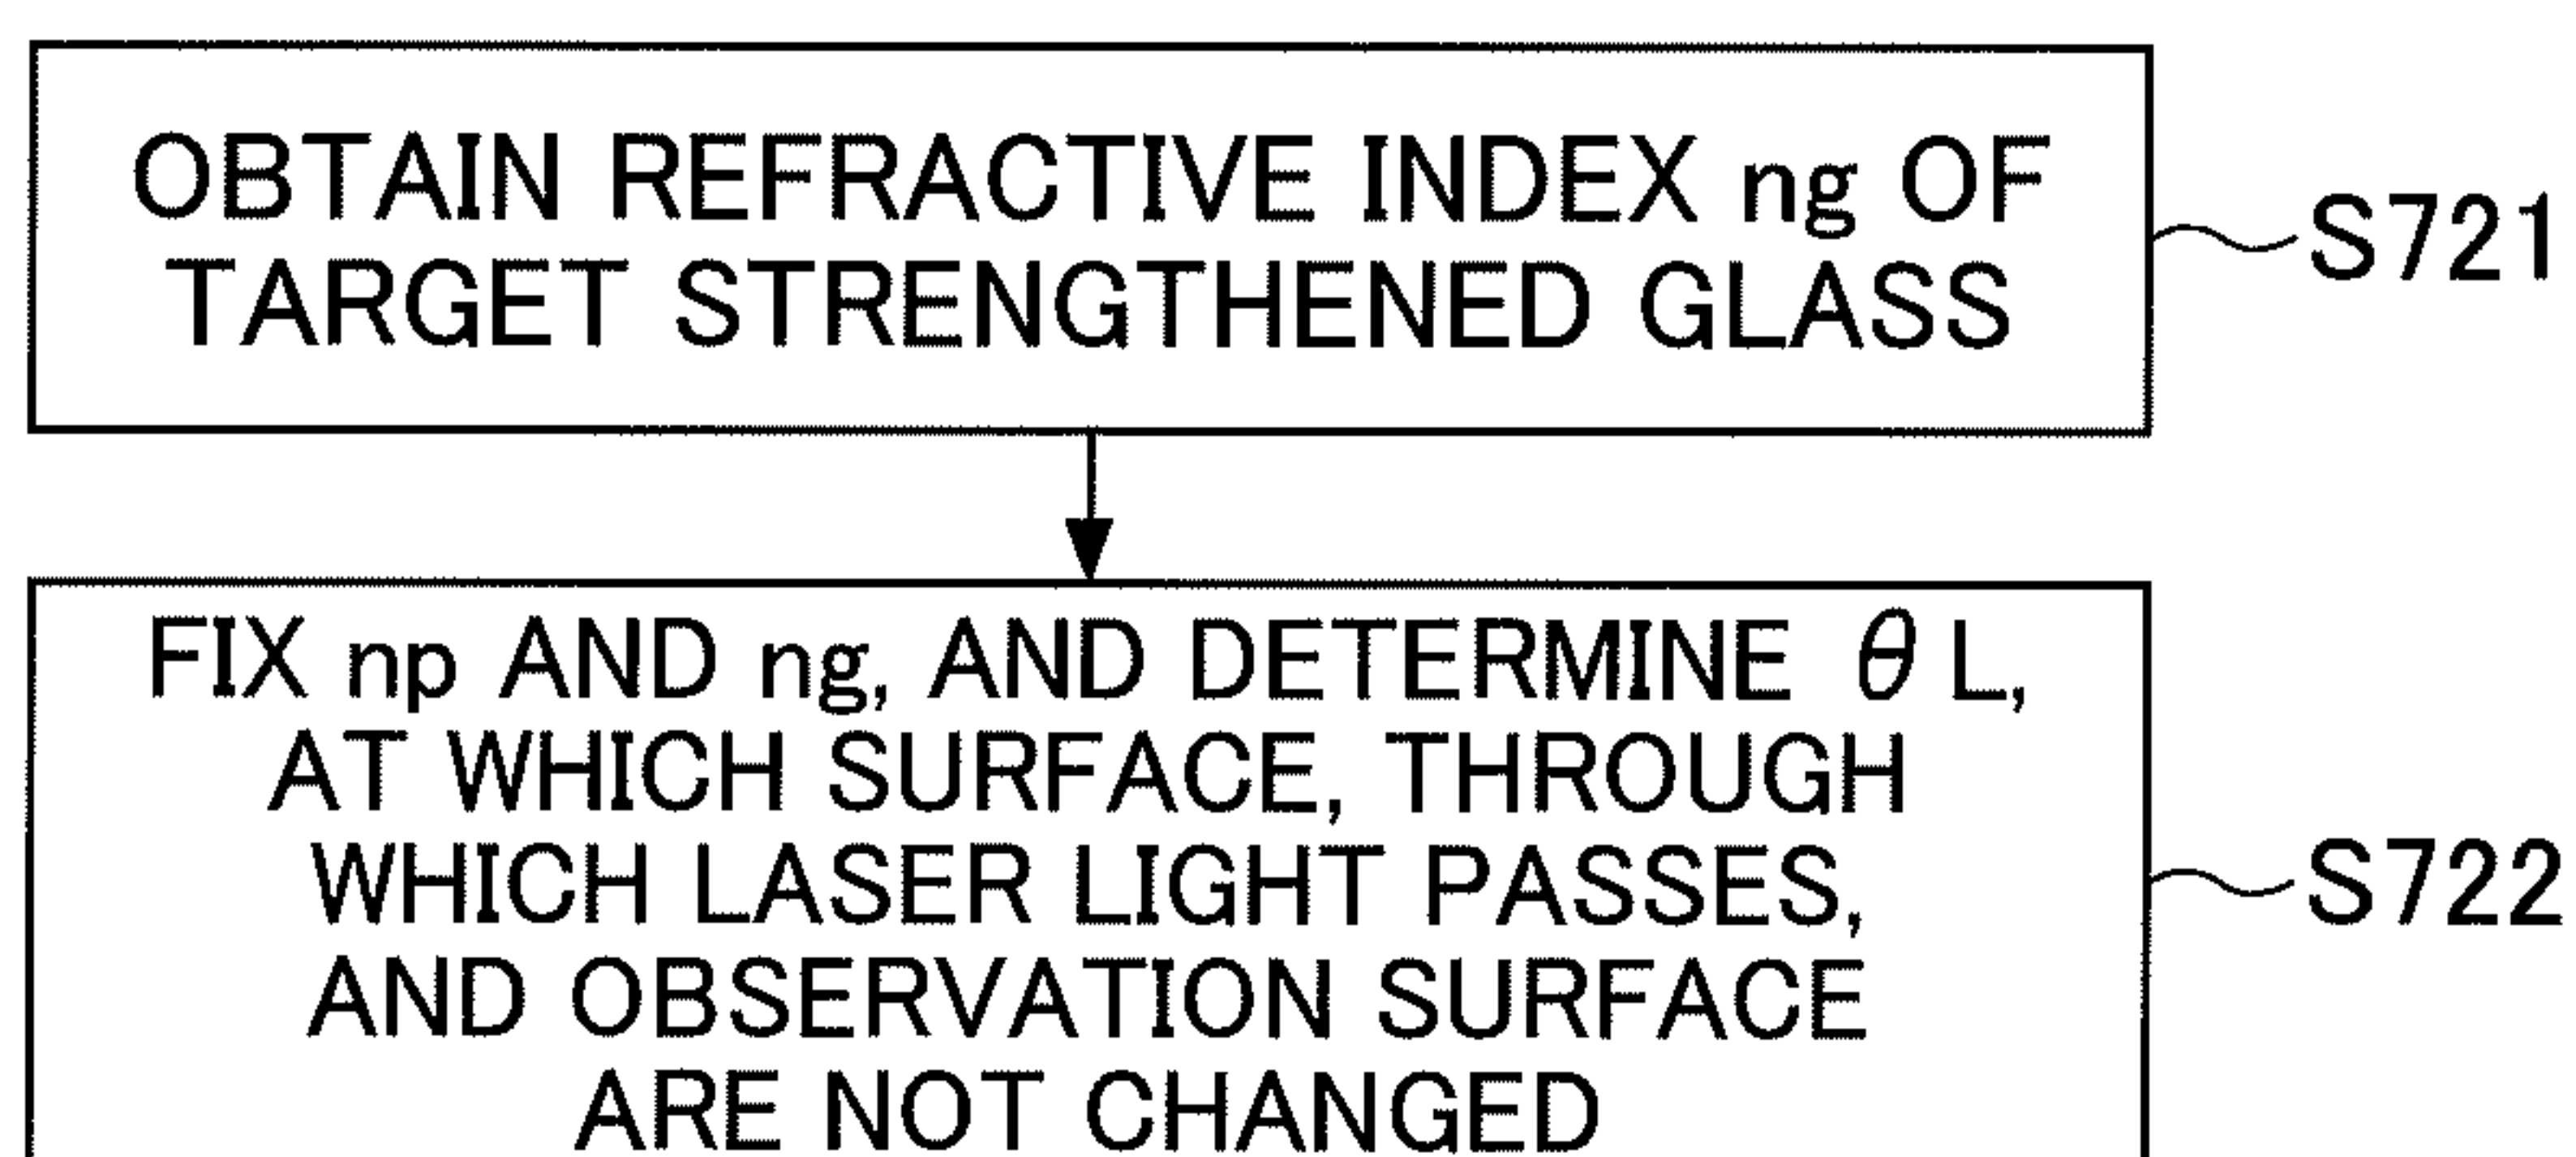 OBTAIN REFRACTIVE INDEX ng OF
TARGET STRENGTHENED GLASS
S721
FIX np AND ng, AND DETERMINE θL,
AT WHICH SURFACE, THROUGH
WHICH LASER LIGHT PASSES,
AND OBSERVATION SURFACE
ARE NOT CHANGED
S722